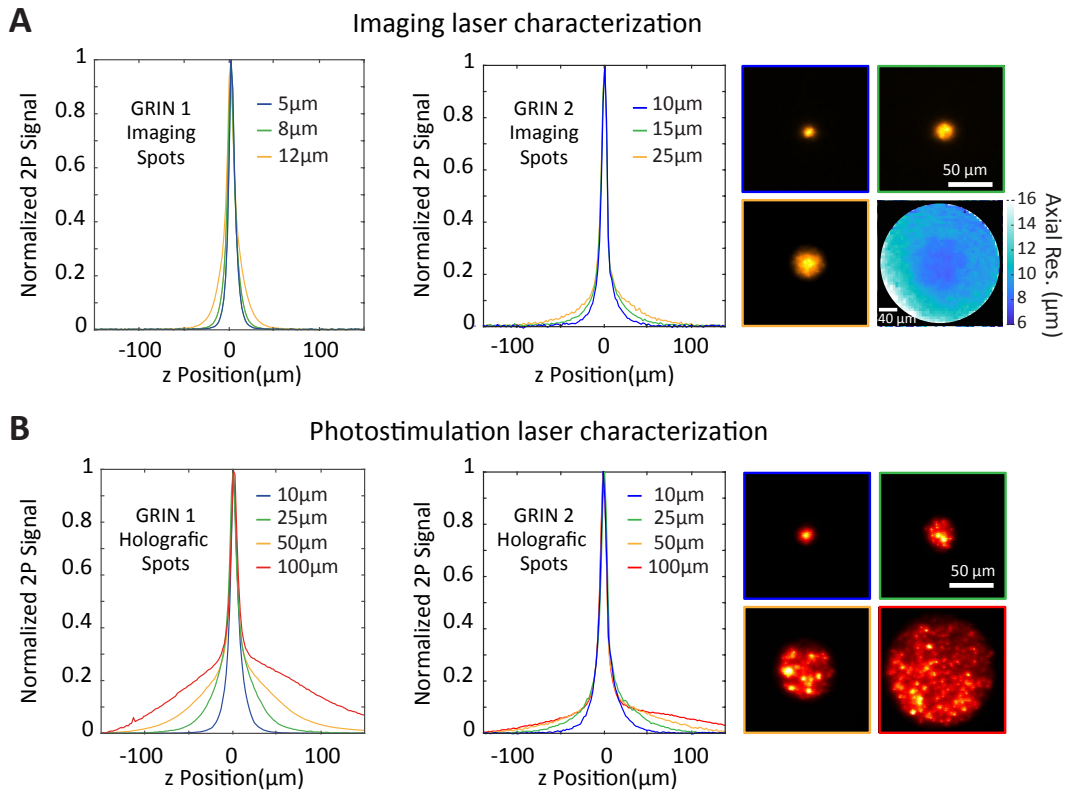 A
Imaging laser characterization
Normalized 2P Signal
1
0.8
0.6
0.4
0.2
0
GRIN 1
Imaging
Spots
5µm
8µm
12µm
-100
0
100
z Position(µm)
Normalized 2P Signal
1
0.8
0.6
0.4
0.2
0
GRIN 2
Imaging
Spots
10µm
15µm
25µm
-100
0
100
z Position(µm)
50 µm
40 µm
16
14
12
10
8
6
Axial Res. (µm)
B
Photostimulation laser characterization
Normalized 2P Signal
1
0.8
0.6
0.4
0.2
0
GRIN 1
Holografic
Spots
10µm
25µm
50µm
100µm
-100
0
100
z Position(µm)
Normalized 2P Signal
1
0.8
0.6
0.4
0.2
0
GRIN 2
Holografic
Spots
10µm
25µm
50µm
100µm
-100
0
100
z Position(µm)
50 µm